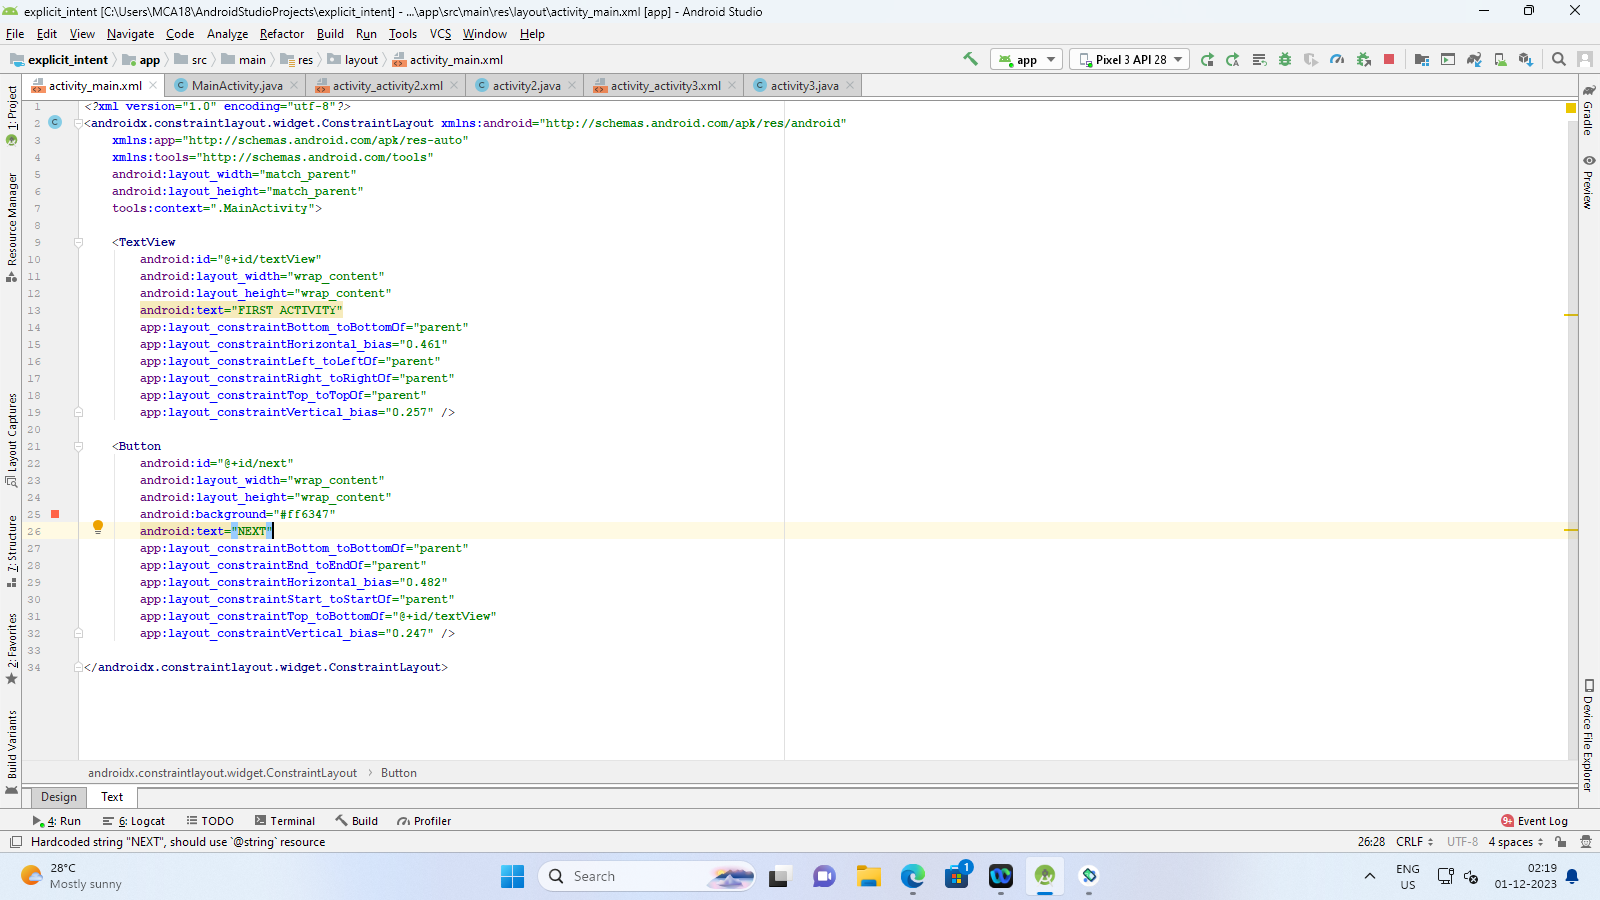 explicit_intent [C:\Users\MCA18\AndroidStudioProjects\explicit_intent] - ...\app\src\main\res\layout\activity_main.xml [app] - Android Studio
File Edit View Navigate Code Analyze Refactor Build Run Tools VCS Window Help
explicit_intent app src main res layout activity_main.xml app Pixel 3 API 28
activity_main.xml MainActivity.java activity_activity2.xml activity2.java activity_activity3.xml activity3.java
1 <?xml version="1.0" encoding="utf-8"?>
2 <androidx.constraintlayout.widget.ConstraintLayout xmlns:android="http://schemas.android.com/apk/res/android"
3 xmlns:app="http://schemas.android.com/apk/res-auto"
4 xmlns:tools="http://schemas.android.com/tools"
5 android:layout_width="match_parent"
6 android:layout_height="match_parent"
7 tools:context=".MainActivity">
8
9 <TextView
10 android:id="@+id/textView"
11 android:layout_width="wrap_content"
12 android:layout_height="wrap_content"
13 android:text="FIRST ACTIVITY"
14 app:layout_constraintBottom_toBottomOf="parent"
15 app:layout_constraintHorizontal_bias="0.461"
16 app:layout_constraintLeft_toLeftOf="parent"
17 app:layout_constraintRight_toRightOf="parent"
18 app:layout_constraintTop_toTopOf="parent"
19 app:layout_constraintVertical_bias="0.257" />
20
21 <Button
22 android:id="@+id/next"
23 android:layout_width="wrap_content"
24 android:layout_height="wrap_content"
25 android:background="#ff6347"
26 android:text="NEXT"
27 app:layout_constraintBottom_toBottomOf="parent"
28 app:layout_constraintEnd_toEndOf="parent"
29 app:layout_constraintHorizontal_bias="0.482"
30 app:layout_constraintStart_toStartOf="parent"
31 app:layout_constraintTop_toBottomOf="@+id/textView"
32 app:layout_constraintVertical_bias="0.247" />
33
34 </androidx.constraintlayout.widget.ConstraintLayout>
1: Project
Resource Manager
Layout Captures
7: Structure
2: Favorites
Build Variants
Gradle
Preview
Device File Explorer
androidx.constraintlayout.widget.ConstraintLayout › Button
Design Text
4: Run 6: Logcat TODO Terminal Build Profiler 9+ Event Log
Hardcoded string "NEXT", should use `@string` resource 26:28 CRLF UTF-8 4 spaces
28°C
Mostly sunny
Search
1
ENG
US
02:19
01-12-2023